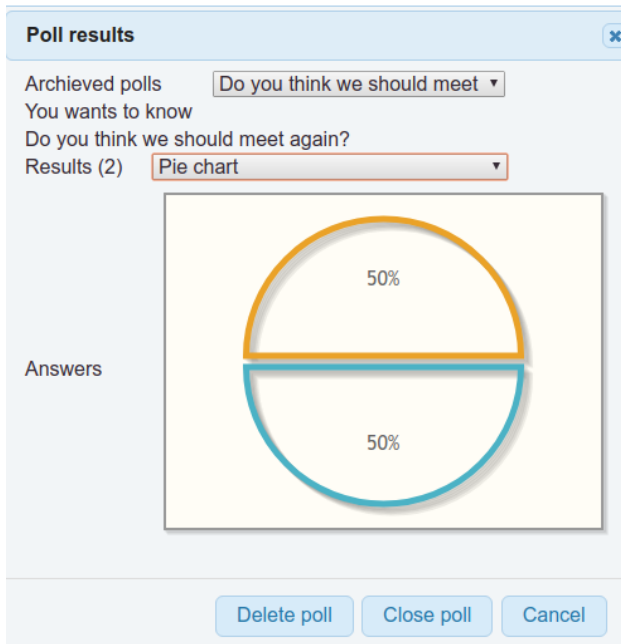 Poll results
Archieved polls Do you think we should meet
You wants to know
Do you think we should meet again?
Results (2) Pie chart
50%
Answers
50%
Delete poll Close poll Cancel